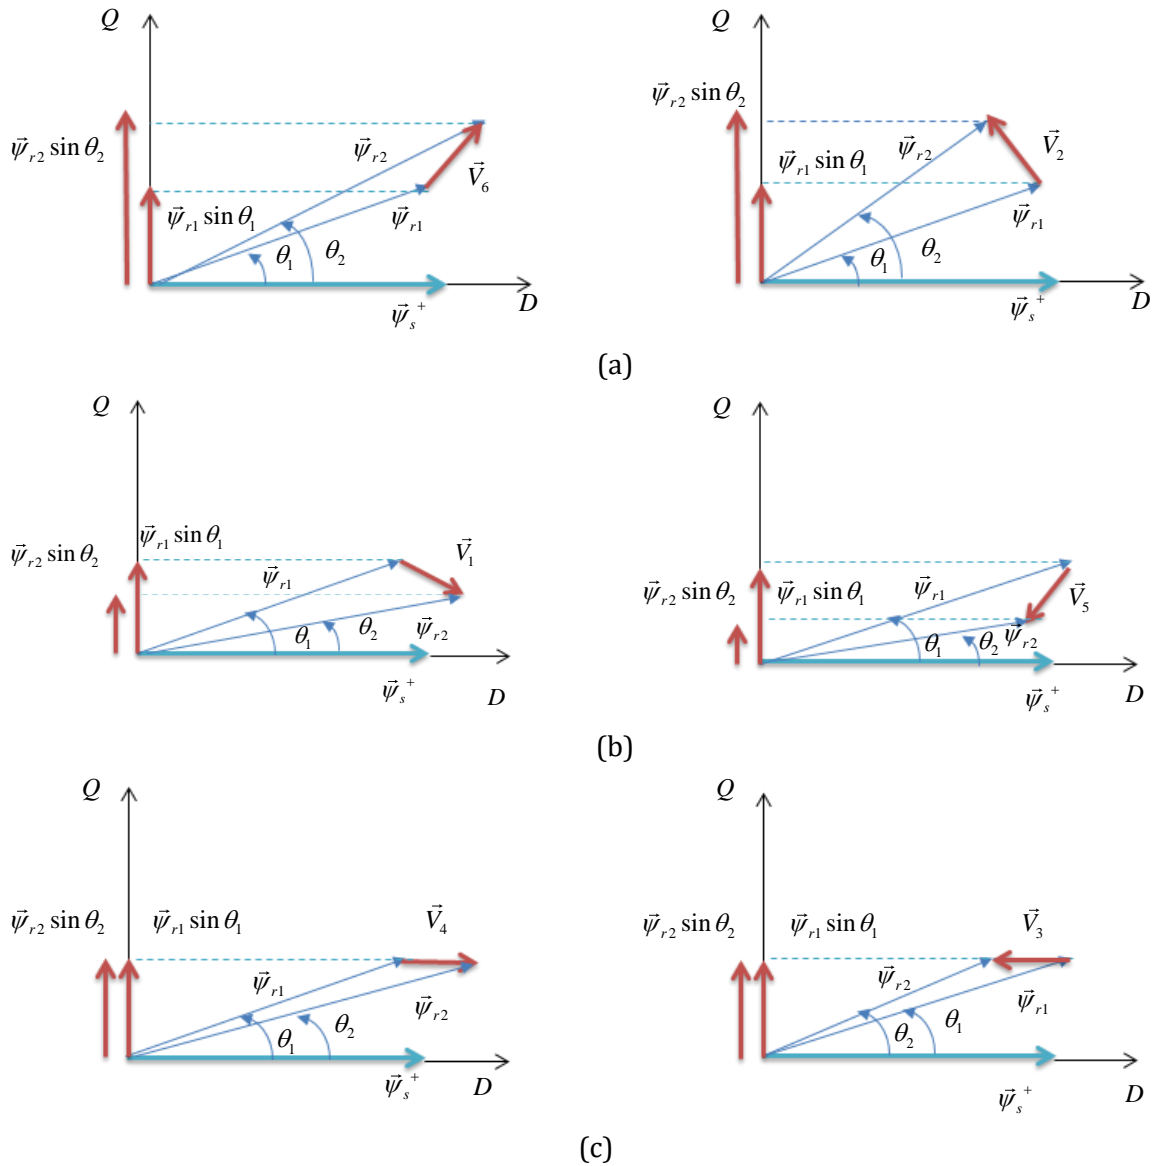 Q Q
ψ⃗r2 sin θ2 ψ⃗r2 V⃗6 ψ⃗r2 sin θ2 ψ⃗r2 V⃗2
ψ⃗r1 sin θ1 ψ⃗r1 ψ⃗r1 sin θ1 ψ⃗r1
θ1 θ2 θ1 θ2
ψ⃗s+ D ψ⃗s+ D
(a)
Q Q
ψ⃗r2 sin θ2 ψ⃗r1 sin θ1 ψ⃗r1 V⃗1 ψ⃗r2 sin θ2 ψ⃗r1 sin θ1 ψ⃗r1 V⃗5
θ1 θ2 ψ⃗r2 θ1 θ2 ψ⃗r2
ψ⃗s+ D ψ⃗s+ D
(b)
Q Q
ψ⃗r2 sin θ2 ψ⃗r1 sin θ1 V⃗4 ψ⃗r2 sin θ2 ψ⃗r1 sin θ1 V⃗3
ψ⃗r1 ψ⃗r2 ψ⃗r2 ψ⃗r1
θ1 θ2 θ2 θ1
ψ⃗s+ D ψ⃗s+ D
(c)